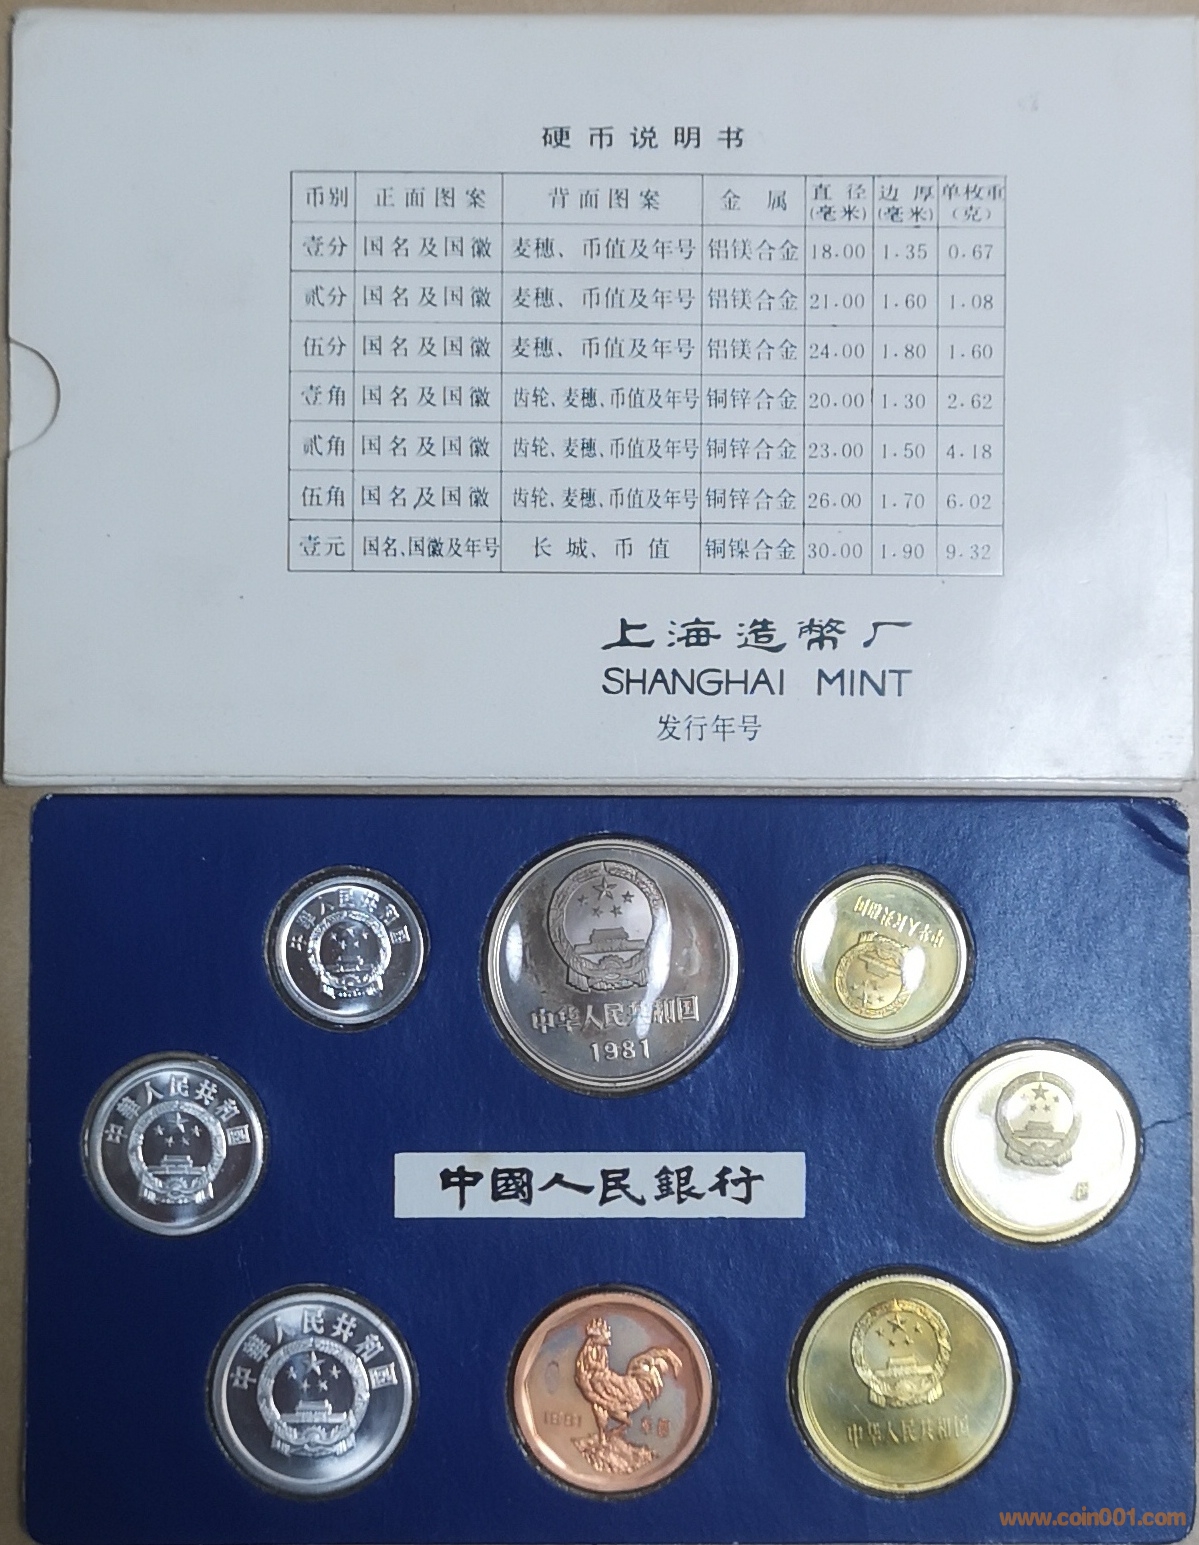 硬币说明书
币别 正面图案 背面图案 金属 直径(毫米) 边厚(毫米) 单枚重(克)
壹分 国名及国徽 麦穗、币值及年号 铝镁合金 18.00 1.35 0.67
贰分 国名及国徽 麦穗、币值及年号 铝镁合金 21.00 1.60 1.08
伍分 国名及国徽 麦穗、币值及年号 铝镁合金 24.00 1.80 1.60
壹角 国名及国徽 齿轮、麦穗、币值及年号 铜锌合金 20.00 1.30 2.62
贰角 国名及国徽 齿轮、麦穗、币值及年号 铜锌合金 23.00 1.50 4.18
伍角 国名及国徽 齿轮、麦穗、币值及年号 铜锌合金 26.00 1.70 6.02
壹元 国名、国徽及年号 长城、币值 铜镍合金 30.00 1.90 9.32
上海造幣厂
SHANGHAI MINT
发行年号
中華人民共和國
中华人民共和国
1981
中华人民共和国
中華人民共和國
中國人民銀行
中華人民共和國
1981
中华人民共和国
www.coin001.com